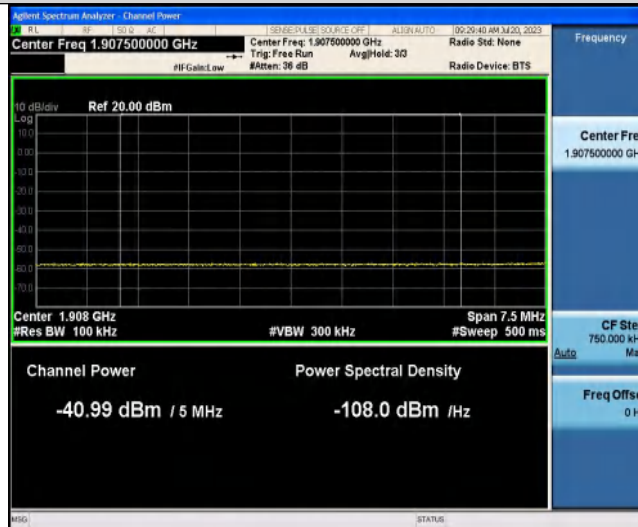 Agilent Spectrum Analyzer - Channel Power
RL RF 50 Ω AC SENSE:PULSE SOURCE OFF ALIGN AUTO 09:29:40 AM Jul 20, 2023
Center Freq 1.907500000 GHz
Center Freq: 1.907500000 GHz
Radio Std: None
Trig: Free Run Avg|Hold: 3/3
#IFGain:Low
#Atten: 36 dB
Radio Device: BTS
10 dB/div Ref 20.00 dBm
Log
10.0
0.00
-10.0
-20.0
-30.0
-40.0
-50.0
-60.0
-70.0
Center 1.908 GHz
Span 7.5 MHz
#Res BW 100 kHz
#VBW 300 kHz
#Sweep 500 ms
Channel Power
Power Spectral Density
-40.99 dBm / 5 MHz
-108.0 dBm /Hz
Frequency
Center Fre
1.907500000 GH
CF Ste
750.000 kH
Auto Ma
Freq Offse
0 H
MSG
STATUS